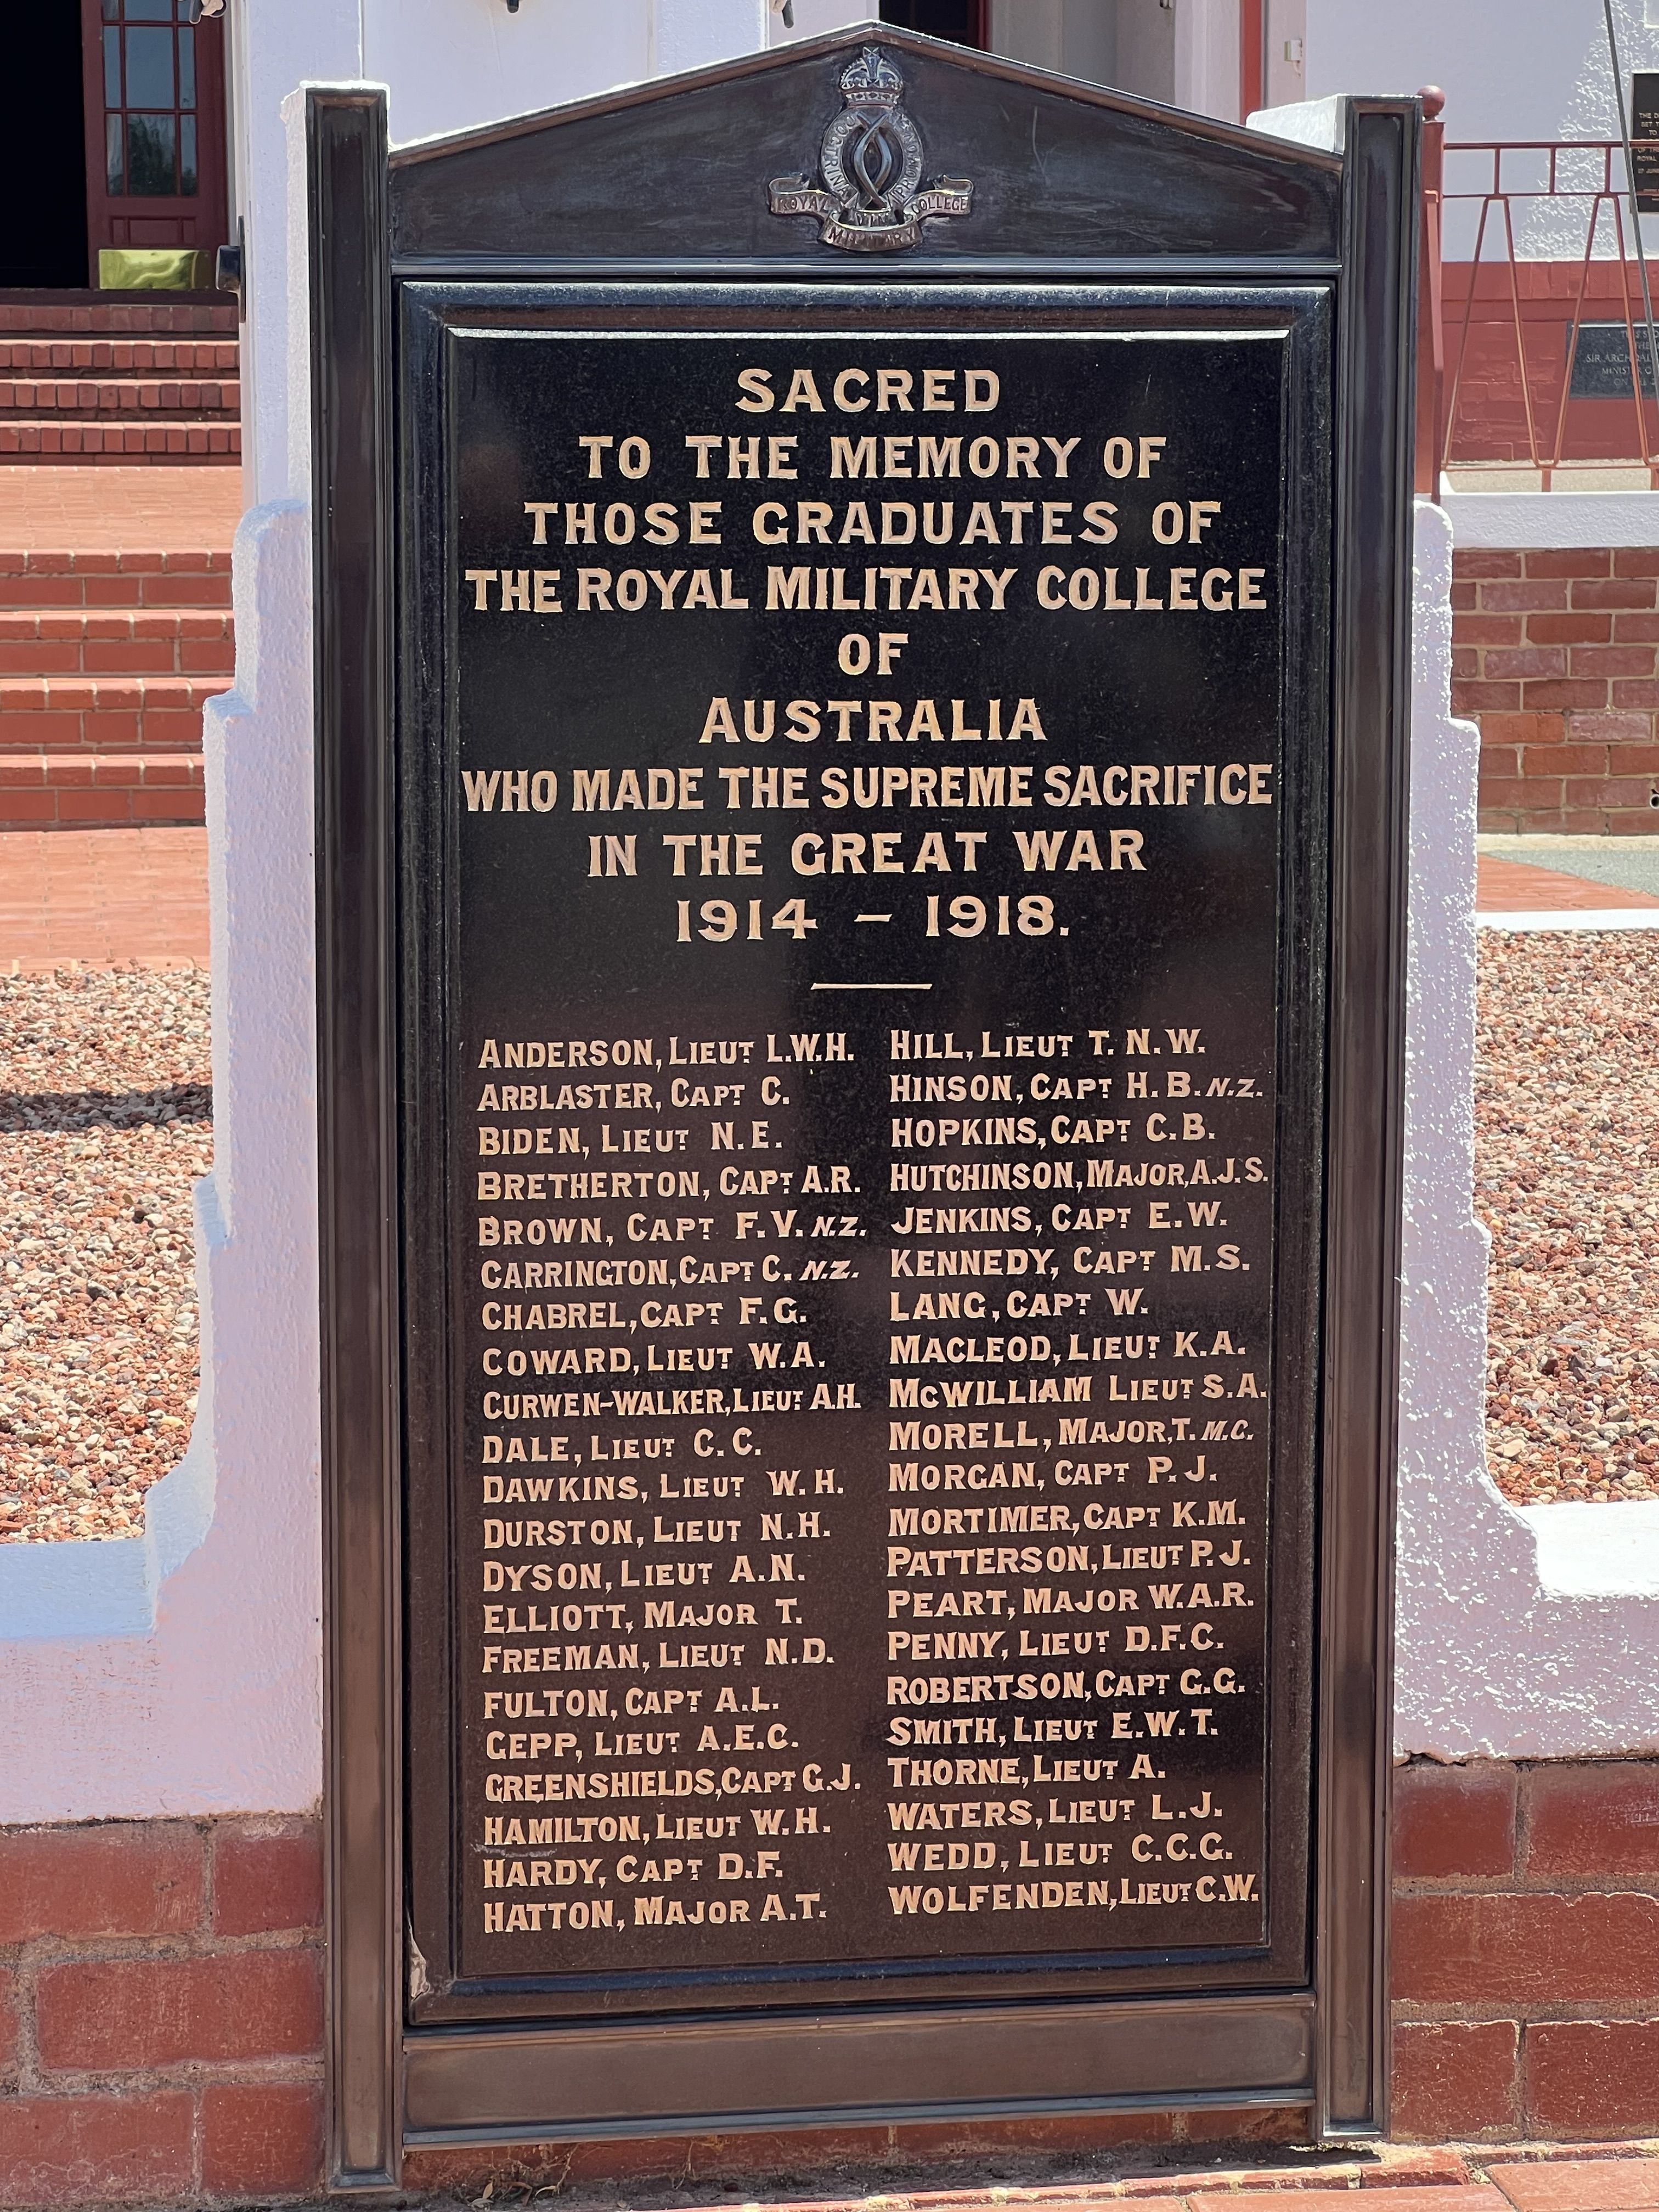 DOCTRINA VIM PROMOVET
ROYAL COLLEGE
MILITARY
SACRED
TO THE MEMORY OF
THOSE GRADUATES OF
THE ROYAL MILITARY COLLEGE
OF
AUSTRALIA
WHO MADE THE SUPREME SACRIFICE
IN THE GREAT WAR
1914 – 1918.
ANDERSON, LIEUT L.W.H.
ARBLASTER, CAPT C.
BIDEN, LIEUT N.E.
BRETHERTON, CAPT A.R.
BROWN, CAPT F.V. N.Z.
CARRINGTON, CAPT C. N.Z.
CHABREL, CAPT F.G.
COWARD, LIEUT W.A.
CURWEN-WALKER, LIEUT A.H.
DALE, LIEUT C.C.
DAWKINS, LIEUT W.H.
DURSTON, LIEUT N.H.
DYSON, LIEUT A.N.
ELLIOTT, MAJOR T.
FREEMAN, LIEUT N.D.
FULTON, CAPT A.L.
GEPP, LIEUT A.E.C.
GREENSHIELDS, CAPT G.J.
HAMILTON, LIEUT W.H.
HARDY, CAPT D.F.
HATTON, MAJOR A.T.
HILL, LIEUT T.N.W.
HINSON, CAPT H.B. N.Z.
HOPKINS, CAPT C.B.
HUTCHINSON, MAJOR, A.J.S.
JENKINS, CAPT E.W.
KENNEDY, CAPT M.S.
LANG, CAPT W.
MACLEOD, LIEUT K.A.
McWILLIAM LIEUT S.A.
MORELL, MAJOR, T. M.C.
MORGAN, CAPT P.J.
MORTIMER, CAPT K.M.
PATTERSON, LIEUT P.J.
PEART, MAJOR W.A.R.
PENNY, LIEUT D.F.C.
ROBERTSON, CAPT G.G.
SMITH, LIEUT E.W.T.
THORNE, LIEUT A.
WATERS, LIEUT L.J.
WEDD, LIEUT C.C.G.
WOLFENDEN, LIEUT C.W.